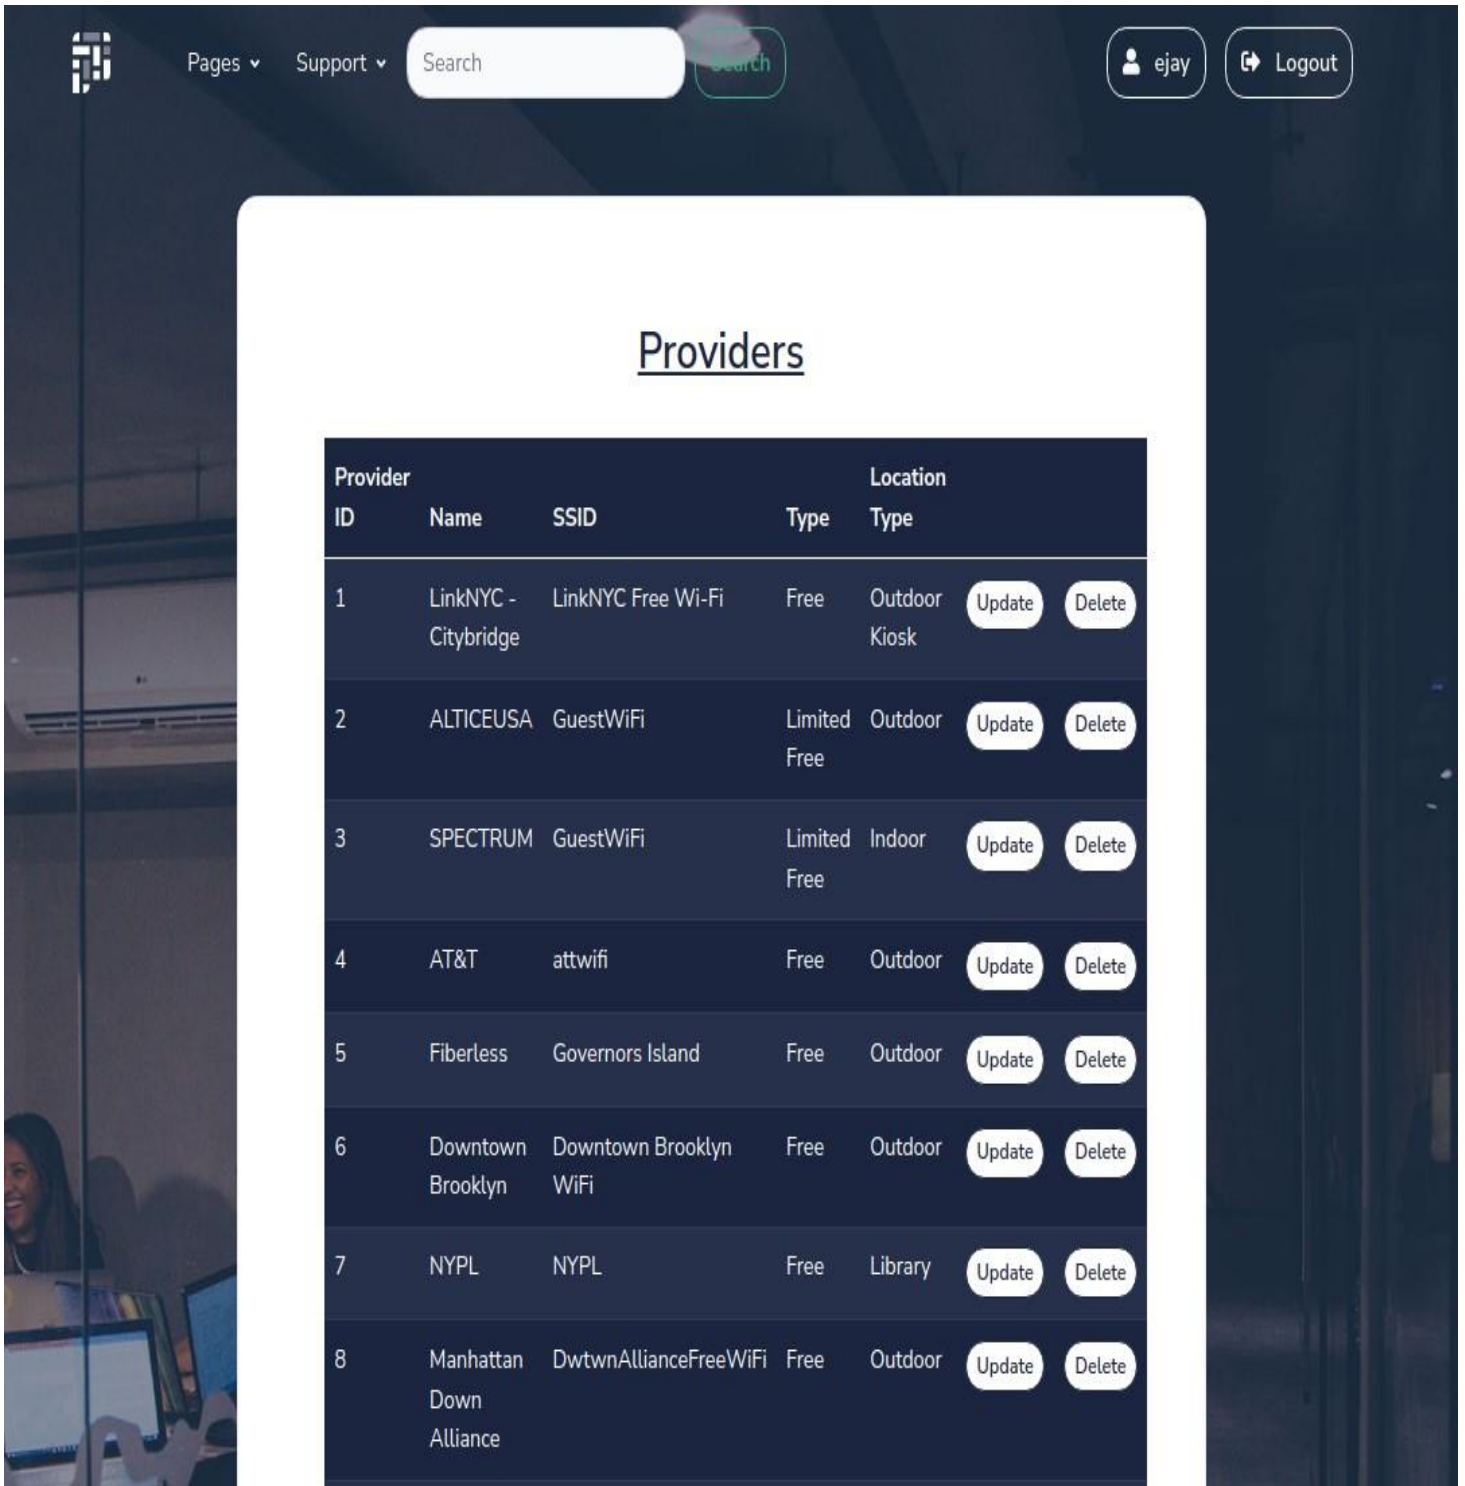 Pages Support Search Search ejay Logout
Providers
Provider ID Name SSID Type Location Type
1 LinkNYC - Citybridge LinkNYC Free Wi-Fi Free Outdoor Kiosk Update Delete
2 ALTICEUSA GuestWiFi Limited Free Outdoor Update Delete
3 SPECTRUM GuestWiFi Limited Free Indoor Update Delete
4 AT&T attwifi Free Outdoor Update Delete
5 Fiberless Governors Island Free Outdoor Update Delete
6 Downtown Brooklyn Downtown Brooklyn WiFi Free Outdoor Update Delete
7 NYPL NYPL Free Library Update Delete
8 Manhattan Down Alliance DwtwnAllianceFreeWiFi Free Outdoor Update Delete